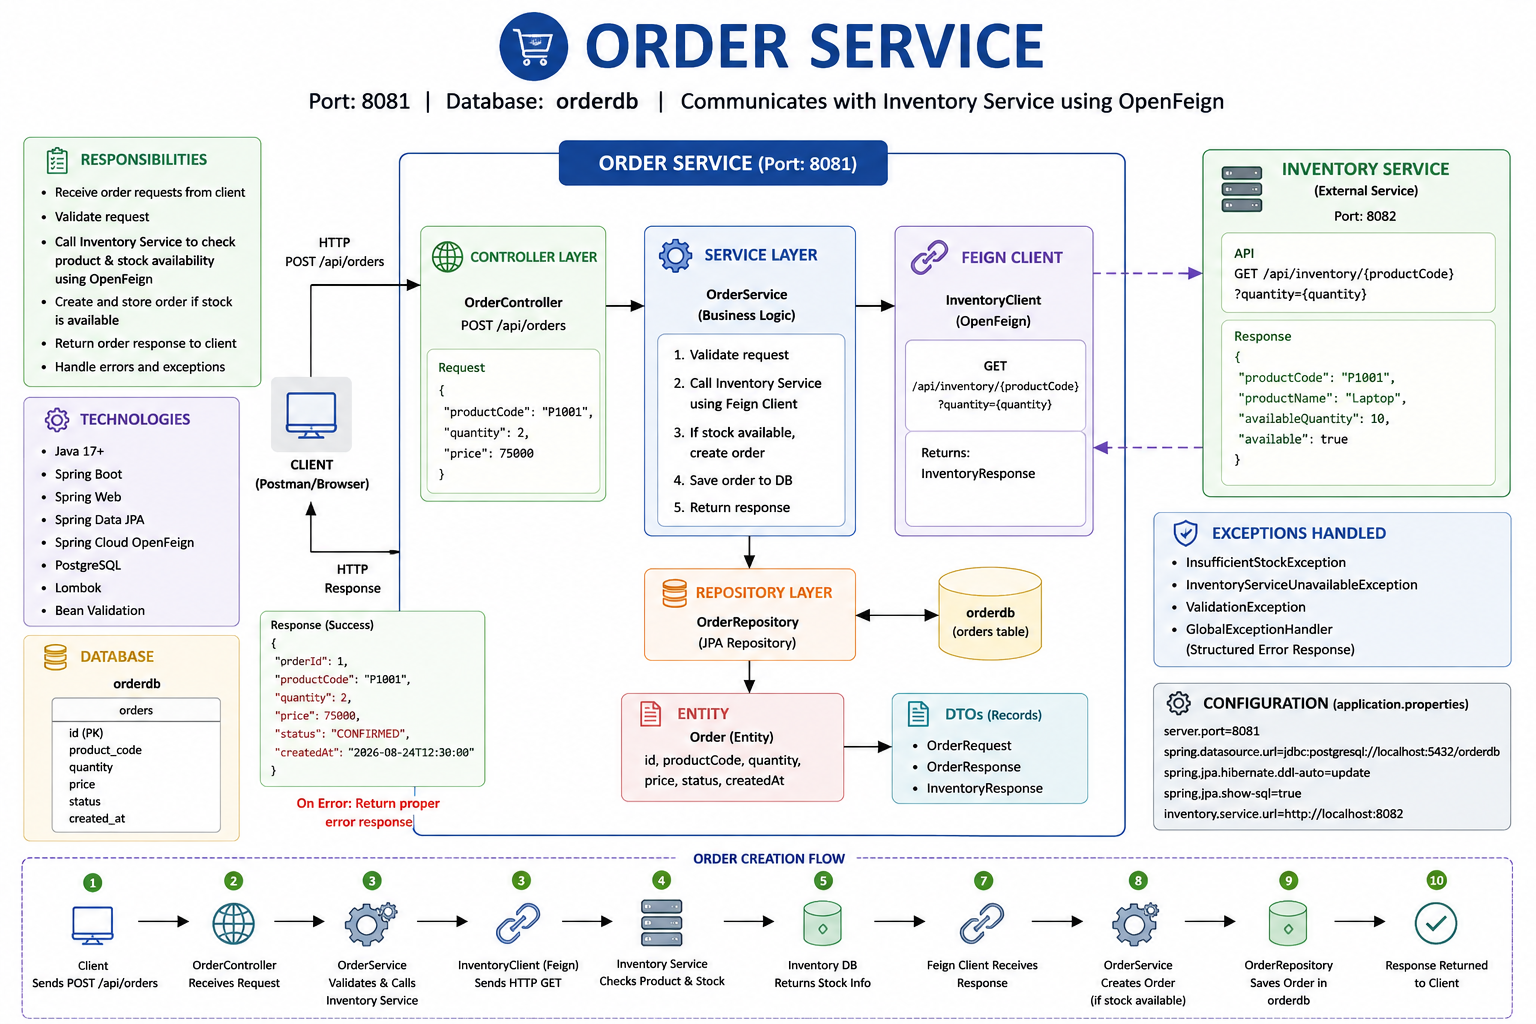 ORDER SERVICE
Port: 8081 | Database: orderdb | Communicates with Inventory Service using OpenFeign
RESPONSIBILITIES
• Receive order requests from client
• Validate request
• Call Inventory Service to check
product & stock availability
using OpenFeign
• Create and store order if stock
is available
• Return order response to client
• Handle errors and exceptions
TECHNOLOGIES
• Java 17+
• Spring Boot
• Spring Web
• Spring Data JPA
• Spring Cloud OpenFeign
• PostgreSQL
• Lombok
• Bean Validation
DATABASE
orderdb
orders
id (PK)
product_code
quantity
price
status
created_at
HTTP
POST /api/orders
CLIENT
(Postman/Browser)
HTTP
Response
Response (Success)
{
"prderId": 1,
"productCode": "P1001",
"quantity": 2,
"price": 75000,
"status": "CONFIRMED",
"createdAt": "2026-08-24T12:30:00"
}
On Error: Return proper
error response
ORDER SERVICE (Port: 8081)
CONTROLLER LAYER
OrderController
POST /api/orders
Request
{
"productCode": "P1001",
"quantity": 2,
"price": 75000
}
SERVICE LAYER
OrderService
(Business Logic)
1. Validate request
2. Call Inventory Service
using Feign Client
3. If stock available,
create order
4. Save order to DB
5. Return response
FEIGN CLIENT
InventoryClient
(OpenFeign)
GET
/api/inventory/{productCode}
?quantity={quantity}
Returns:
InventoryResponse
REPOSITORY LAYER
OrderRepository
(JPA Repository)
orderdb
(orders table)
ENTITY
Order (Entity)
id, productCode, quantity,
price, status, createdAt
DTOs (Records)
• OrderRequest
• OrderResponse
• InventoryResponse
INVENTORY SERVICE
(External Service)
Port: 8082
API
GET /api/inventory/{productCode}
?quantity={quantity}
Response
{
"productCode": "P1001",
"productName": "Laptop",
"availableQuantity": 10,
"available": true
}
EXCEPTIONS HANDLED
• InsufficientStockException
• InventoryServiceUnavailableException
• ValidationException
• GlobalExceptionHandler
(Structured Error Response)
CONFIGURATION (application.properties)
server.port=8081
spring.datasource.url=jdbc:postgresql://localhost:5432/orderdb
spring.jpa.hibernate.ddl-auto=update
spring.jpa.show-sql=true
inventory.service.url=http://localhost:8082
ORDER CREATION FLOW
1
Client
Sends POST /api/orders
2
OrderController
Receives Request
3
OrderService
Validates & Calls
Inventory Service
3
InventoryClient (Feign)
Sends HTTP GET
4
Inventory Service
Checks Product & Stock
5
Inventory DB
Returns Stock Info
7
Feign Client Receives
Response
8
OrderService
Creates Order
(if stock available)
9
OrderRepository
Saves Order in
orderdb
10
Response Returned
to Client